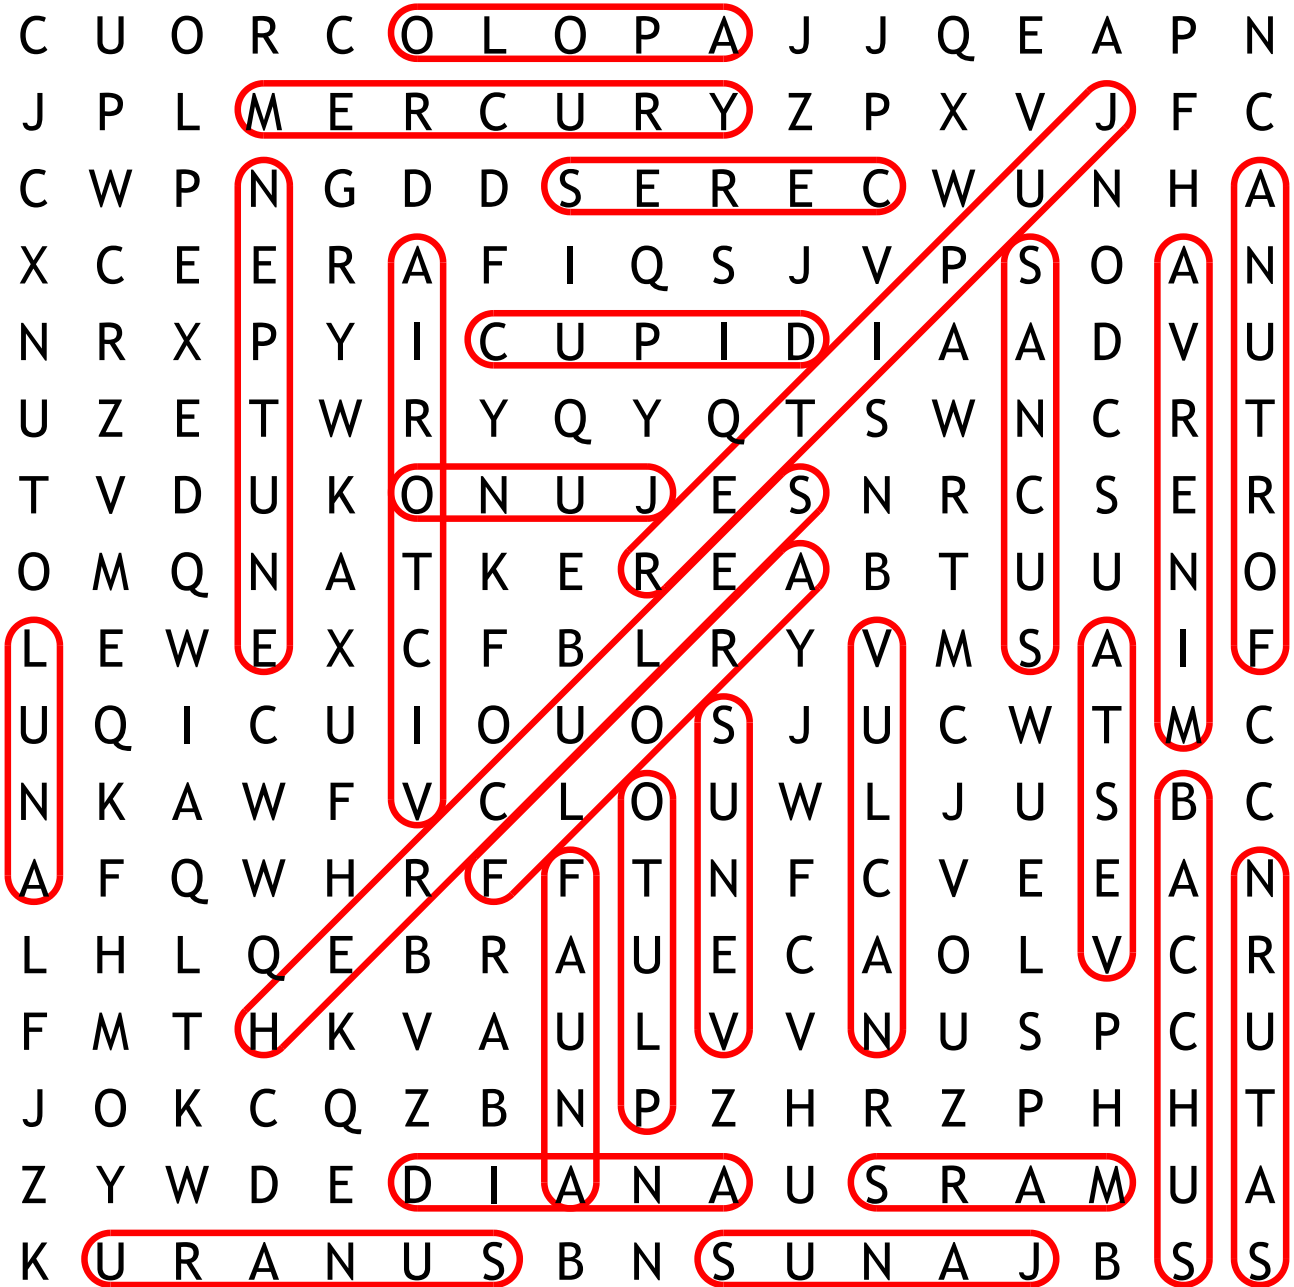 C U O R C O L O P A J J Q E A P N
J P L M E R C U R Y Z P X V J F C
C W P N G D D S E R E C W U N H A
X C E E R A F I Q S J V P S O A N
N R X P Y I C U P I D I A A D V U
U Z E T W R Y Q Y Q T S W N C R T
T V D U K O N U J E S N R C S E R
O M Q N A T K E R E A B T U U N O
L E W E X C F B L R Y V M S A I F
U Q I C U I O U O S J U C W T M C
N K A W F V C L O U W L J U S B C
A F Q W H R F F T N F C V E E A N
L H L Q E B R A U E C A O L V C R
F M T H K V A U L V V N U S P C U
J O K C Q Z B N P Z H R Z P H H T
Z Y W D E D I A N A U S R A M U A
K U R A N U S B N S U N A J B S S